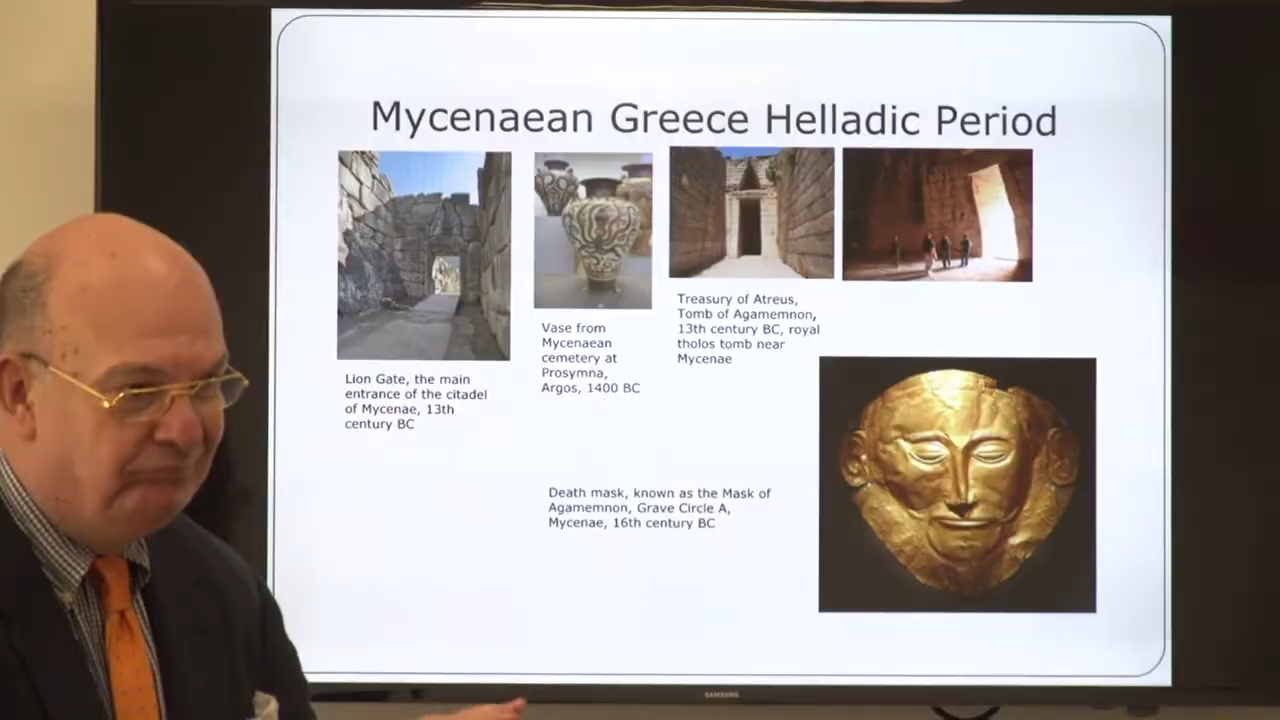 Mycenaean Greece Helladic Period
Lion Gate, the main
entrance of the citadel
of Mycenae, 13th
century BC
Vase from
Mycenaean
cemetery at
Prosymna,
Argos, 1400 BC
Treasury of Atreus,
Tomb of Agamemnon,
13th century BC, royal
tholos tomb near
Mycenae
Death mask, known as the Mask of
Agamemnon, Grave Circle A,
Mycenae, 16th century BC
SAMSUNG